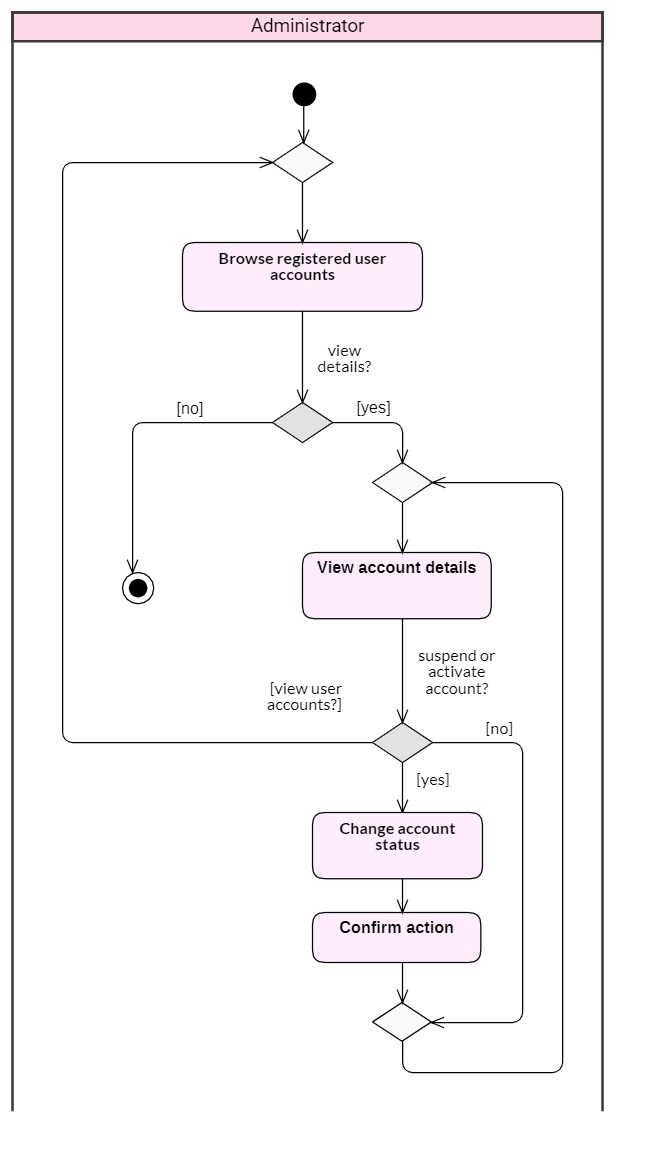 Administrator
Browse registered user
accounts
view
details?
[no]
[yes]
View account details
suspend or
activate
account?
[view user
accounts?]
[no]
[yes]
Change account
status
Confirm action